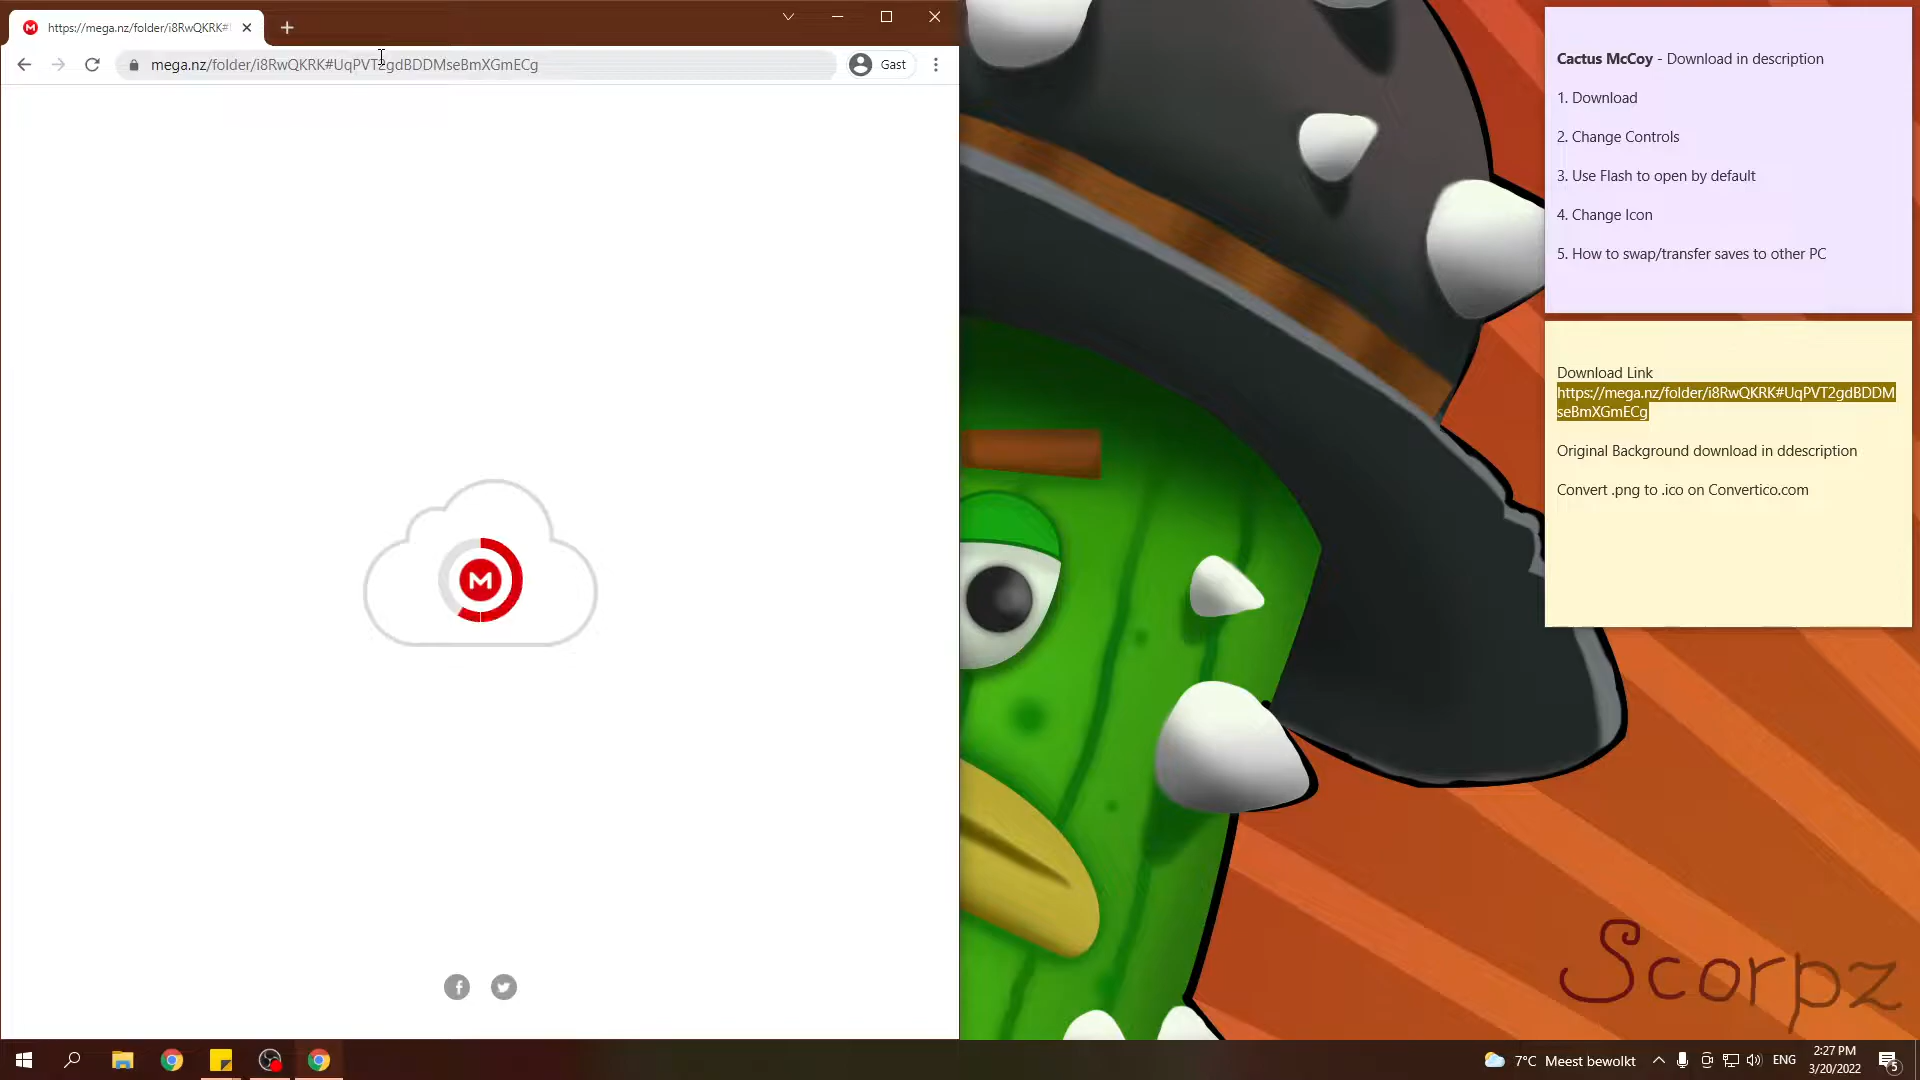 https://mega.nz/folder/i8RwQKRK#
mega.nz/folder/i8RwQKRK#UqPVT2gdBDDMseBmXGmECg
Gast
Cactus McCoy - Download in description
1. Download
2. Change Controls
3. Use Flash to open by default
4. Change Icon
5. How to swap/transfer saves to other PC
Download Link
https://mega.nz/folder/i8RwQKRK#UqPVT2gdBDDM
seBmXGmECg
Original Background download in ddescription
Convert .png to .ico on Convertico.com
M
Scorpz
7°C Meest bewolkt
ENG
2:27 PM
3/20/2022
5